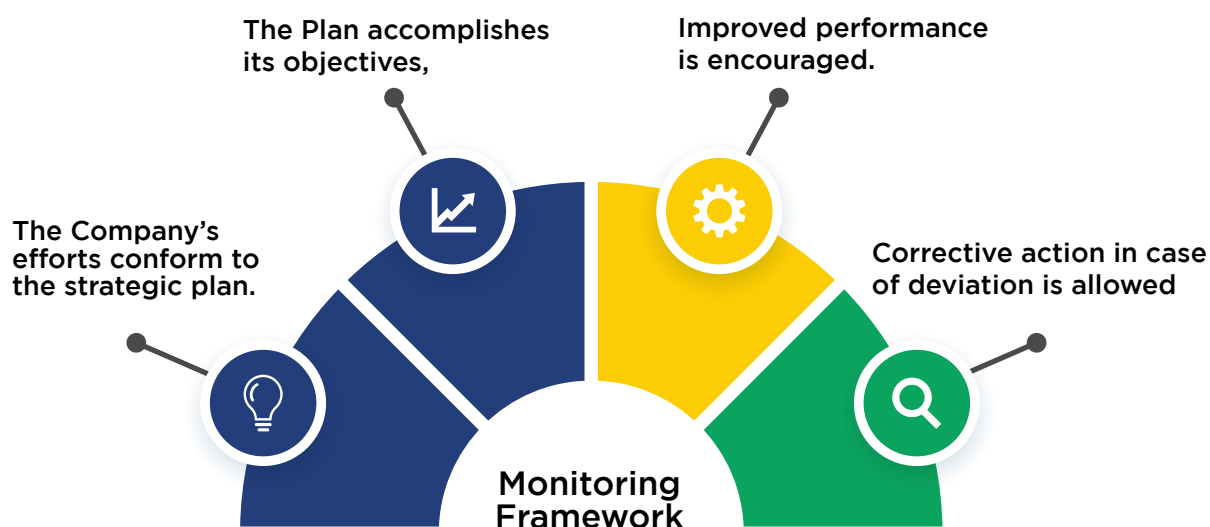 The Plan accomplishes
its objectives,
Improved performance
is encouraged.
The Company’s
efforts conform to
the strategic plan.
Corrective action in case
of deviation is allowed
Monitoring
Framework